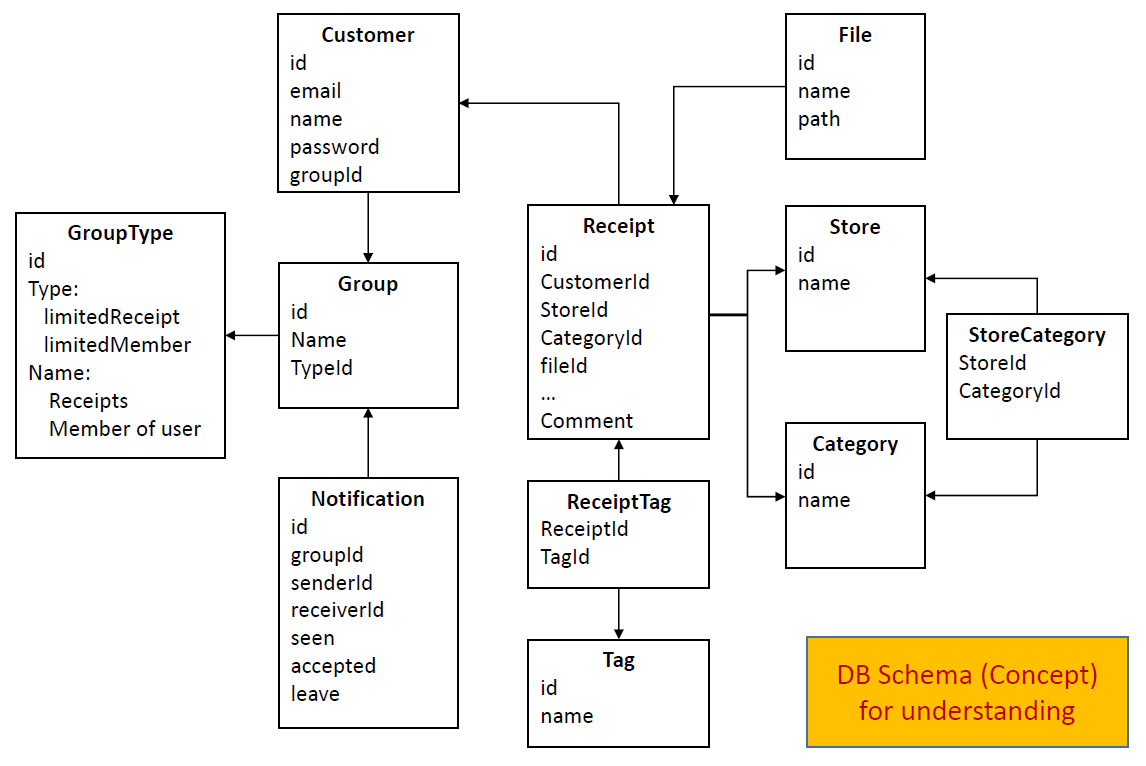 Customer
id
email
name
password
groupId
File
id
name
path
GroupType
id
Type:
limitedReceipt
limitedMember
Name:
Receipts
Member of user
Group
id
Name
TypeId
Receipt
id
CustomerId
StoreId
CategoryId
fileId
...
Comment
Store
id
name
StoreCategory
StoreId
CategoryId
Category
id
name
Notification
id
groupId
senderId
receiverId
seen
accepted
leave
ReceiptTag
ReceiptId
TagId
Tag
id
name
DB Schema (Concept)
for understanding